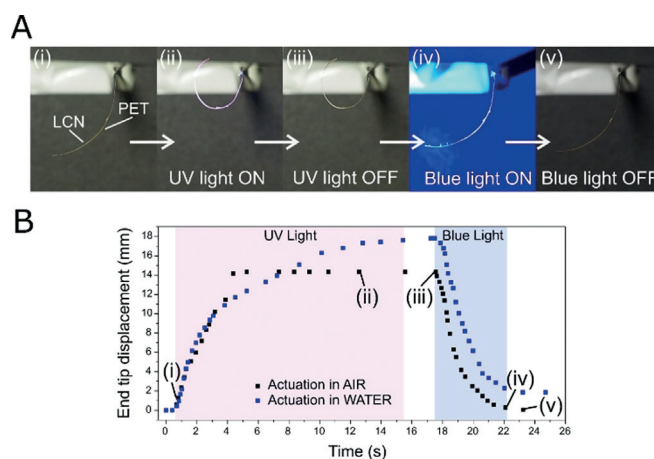 A
(i)
(ii)
(iii)
(iv)
(v)
PET
LCN
UV light ON
UV light OFF
Blue light ON
Blue light OFF
B
End tip displacement (mm)
18
16
14
12
10
8
6
4
2
0
UV Light
Blue Light
(i)
(ii)
(iii)
(iv)
(v)
Actuation in AIR
Actuation in WATER
0 2 4 6 8 10 12 14 16 18 20 22 24 26
Time (s)